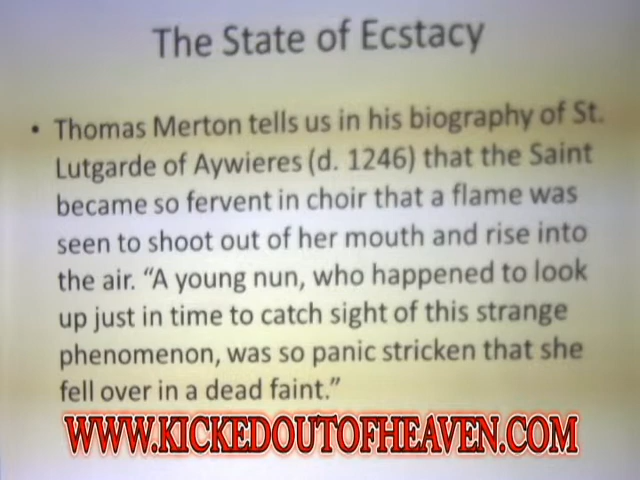 The State of Ecstacy
• Thomas Merton tells us in his biography of St.
Lutgarde of Aywieres (d. 1246) that the Saint
became so fervent in choir that a flame was
seen to shoot out of her mouth and rise into
the air. “A young nun, who happened to look
up just in time to catch sight of this strange
phenomenon, was so panic stricken that she
fell over in a dead faint.”
WWW.KICKEDOUTOFHEAVEN.COM